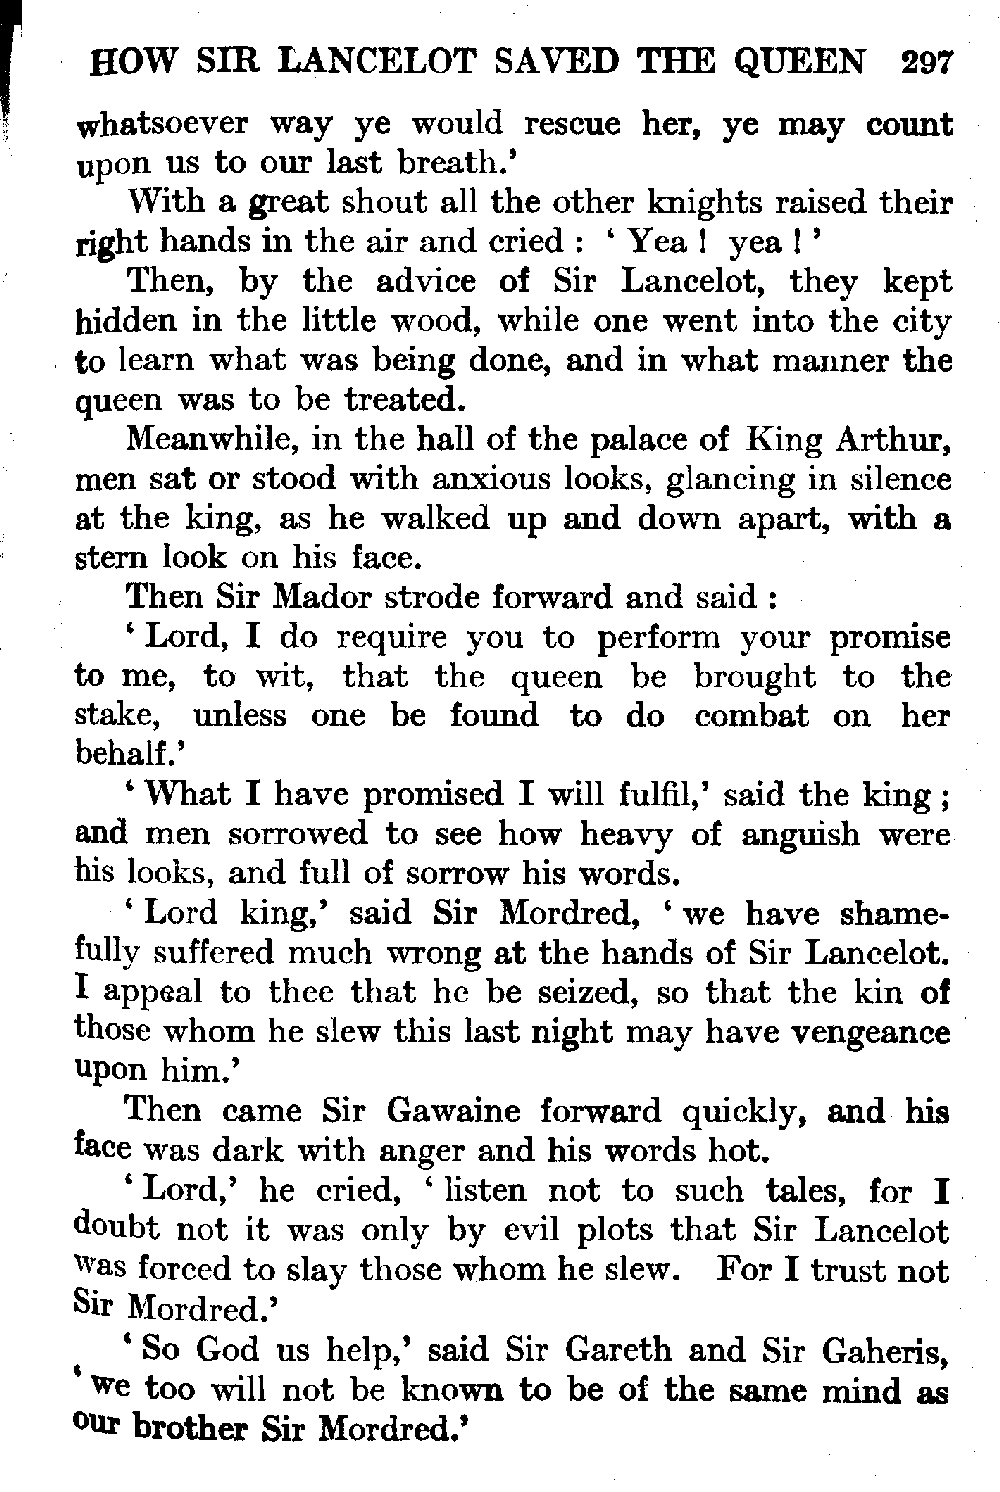 HOW SIR LANCELOT SAVED THE QUEEN 297
whatsoever way ye would rescue her, ye may count
upon us to our last breath.’
With a great shout all the other knights raised their
right hands in the air and cried : ‘ Yea ! yea ! ’
Then, by the advice of Sir Lancelot, they kept
hidden in the little wood, while one went into the city
to learn what was being done, and in what manner the
queen was to be treated.
Meanwhile, in the hall of the palace of King Arthur,
men sat or stood with anxious looks, glancing in silence
at the king, as he walked up and down apart, with a
stern look on his face.
Then Sir Mador strode forward and said :
‘ Lord, I do require you to perform your promise
to me, to wit, that the queen be brought to the
stake, unless one be found to do combat on her
behalf.’
‘ What I have promised I will fulfil,’ said the king ;
and men sorrowed to see how heavy of anguish were
his looks, and full of sorrow his words.
‘ Lord king,’ said Sir Mordred, ‘ we have shame-
fully suffered much wrong at the hands of Sir Lancelot.
I appeal to thee that he be seized, so that the kin of
those whom he slew this last night may have vengeance
upon him.’
Then came Sir Gawaine forward quickly, and his
face was dark with anger and his words hot.
‘ Lord,’ he cried, ‘ listen not to such tales, for I
doubt not it was only by evil plots that Sir Lancelot
was forced to slay those whom he slew. For I trust not
Sir Mordred.’
‘ So God us help,’ said Sir Gareth and Sir Gaheris,
‘ we too will not be known to be of the same mind as
our brother Sir Mordred.’